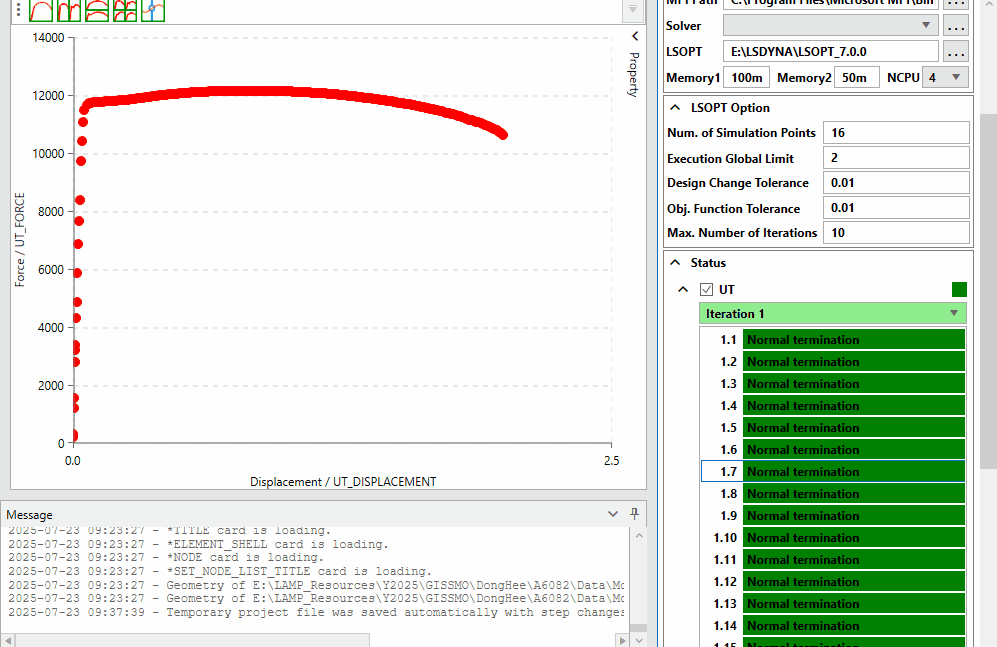 14000
12000
10000
8000
6000
4000
2000
0
0.0
2.5
Force / UT_FORCE
Displacement / UT_DISPLACEMENT
Property
Message
2025-07-23 09:23:27 - *TITLE card is loading.
2025-07-23 09:23:27 - *ELEMENT_SHELL card is loading.
2025-07-23 09:23:27 - *NODE card is loading.
2025-07-23 09:23:27 - *SET_NODE_LIST_TITLE card is loading.
2025-07-23 09:23:27 - Geometry of E:\LAMP_Resources\Y2025\GISSMO\DongHee\A6082\Data\Mo
2025-07-23 09:23:27 - Geometry of E:\LAMP_Resources\Y2025\GISSMO\DongHee\A6082\Data\Mo
2025-07-23 09:37:39 - Temporary project file was saved automatically with step changes
MPI Path C:\Program Files\Microsoft MPI\Bin ...
Solver ...
LSOPT E:\LSDYNA\LSOPT_7.0.0 ...
Memory1 100m Memory2 50m NCPU 4
LSOPT Option
Num. of Simulation Points 16
Execution Global Limit 2
Design Change Tolerance 0.01
Obj. Function Tolerance 0.01
Max. Number of Iterations 10
Status
UT
Iteration 1
1.1 Normal termination
1.2 Normal termination
1.3 Normal termination
1.4 Normal termination
1.5 Normal termination
1.6 Normal termination
1.7 Normal termination
1.8 Normal termination
1.9 Normal termination
1.10 Normal termination
1.11 Normal termination
1.12 Normal termination
1.13 Normal termination
1.14 Normal termination
1.15 Normal termination